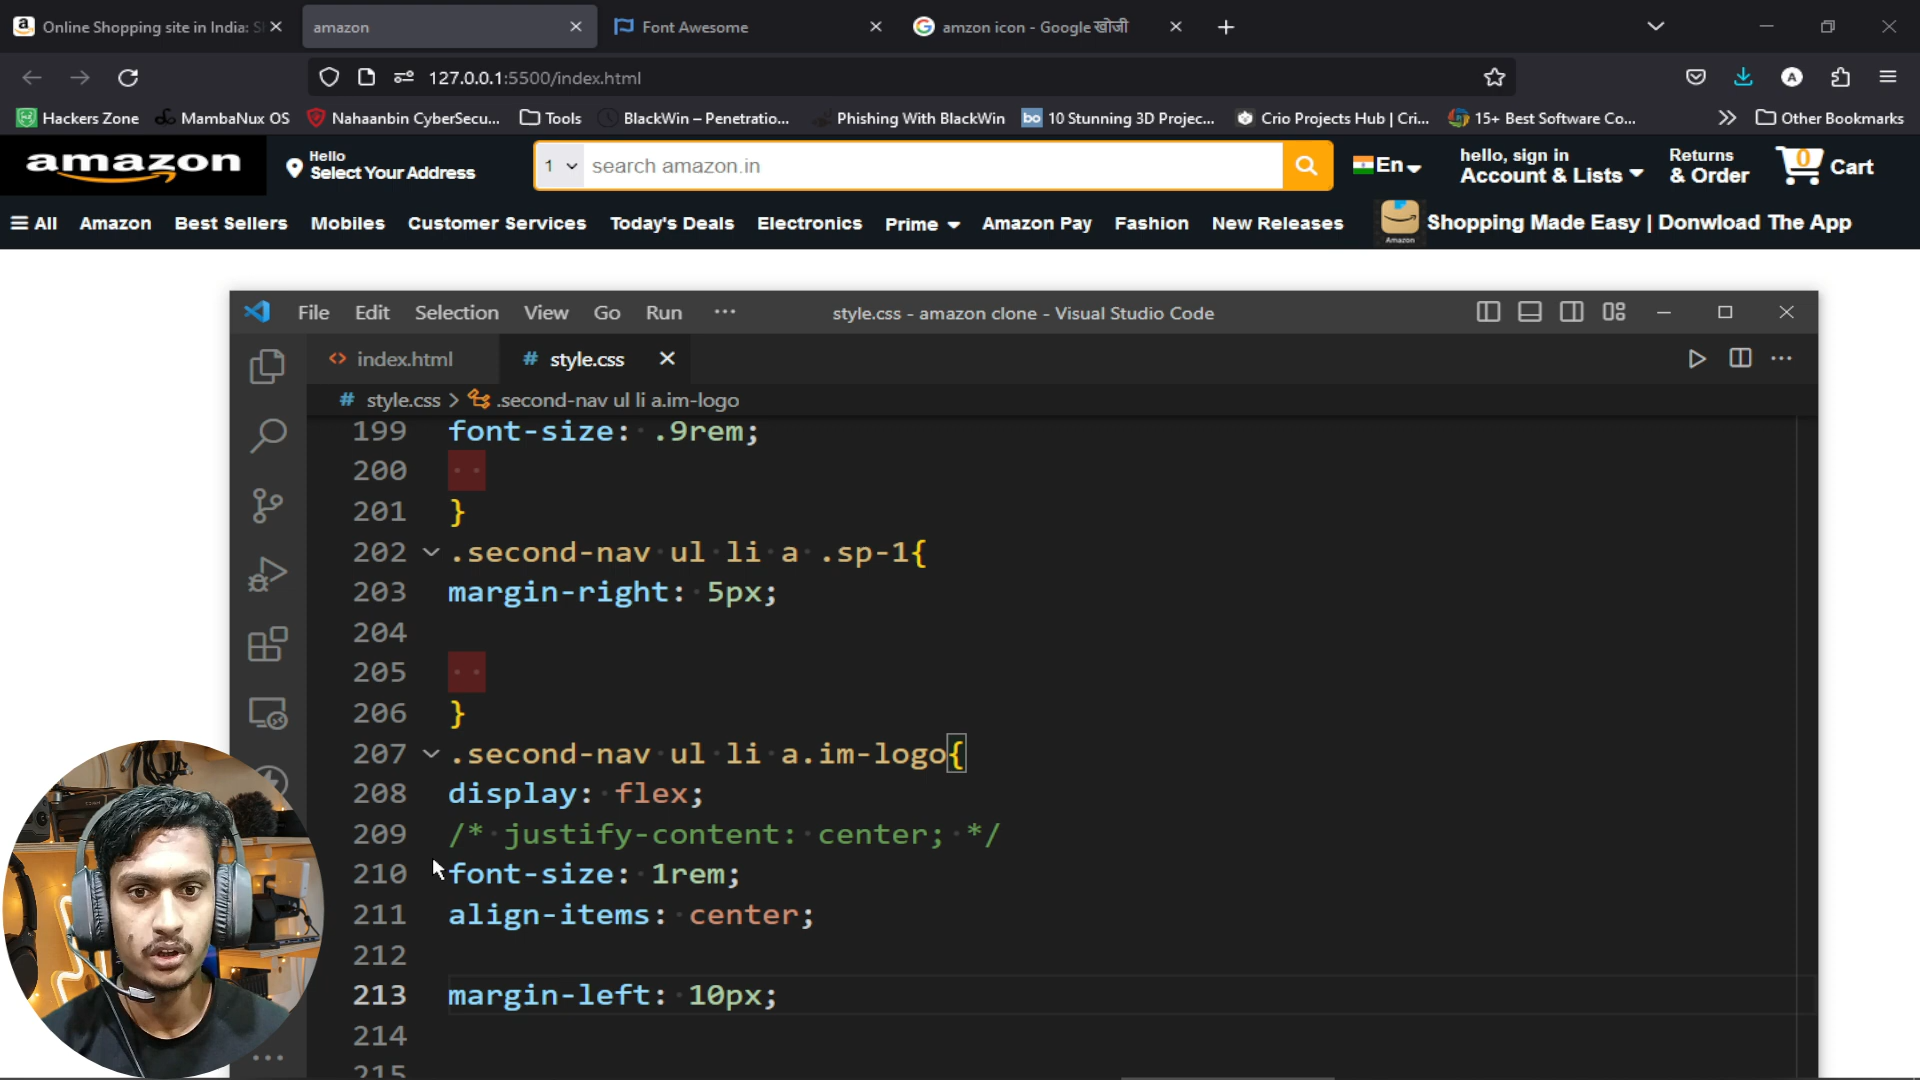 Online Shopping site in India: S
amazon
Font Awesome
amzon icon - Google खोजी
127.0.0.1:5500/index.html
Hackers Zone
MambaNux OS
Nahaanbin CyberSecu...
Tools
BlackWin – Penetratio...
Phishing With BlackWin
bo 10 Stunning 3D Projec...
Crio Projects Hub | Cri...
15+ Best Software Co...
Other Bookmarks
amazon
Hello
Select Your Address
1
search amazon.in
En
hello, sign in
Account & Lists
Returns
& Order
0
Cart
All
Amazon
Best Sellers
Mobiles
Customer Services
Today's Deals
Electronics
Prime
Amazon Pay
Fashion
New Releases
Amazon
Shopping Made Easy | Donwload The App
File
Edit
Selection
View
Go
Run
...
style.css - amazon clone - Visual Studio Code
<> index.html
# style.css
# style.css > .second-nav ul li a.im-logo
199 font-size: .9rem;
200
201 }
202 .second-nav ul li a .sp-1{
203 margin-right: 5px;
204
205
206 }
207 .second-nav ul li a.im-logo{
208 display: flex;
209 /* justify-content: center; */
210 font-size: 1rem;
211 align-items: center;
212
213 margin-left: 10px;
214
215